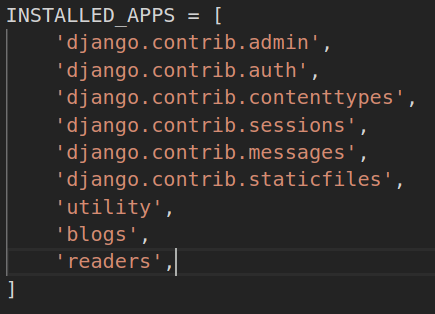 INSTALLED_APPS = [
    'django.contrib.admin',
    'django.contrib.auth',
    'django.contrib.contenttypes',
    'django.contrib.sessions',
    'django.contrib.messages',
    'django.contrib.staticfiles',
    'utility',
    'blogs',
    'readers',
]